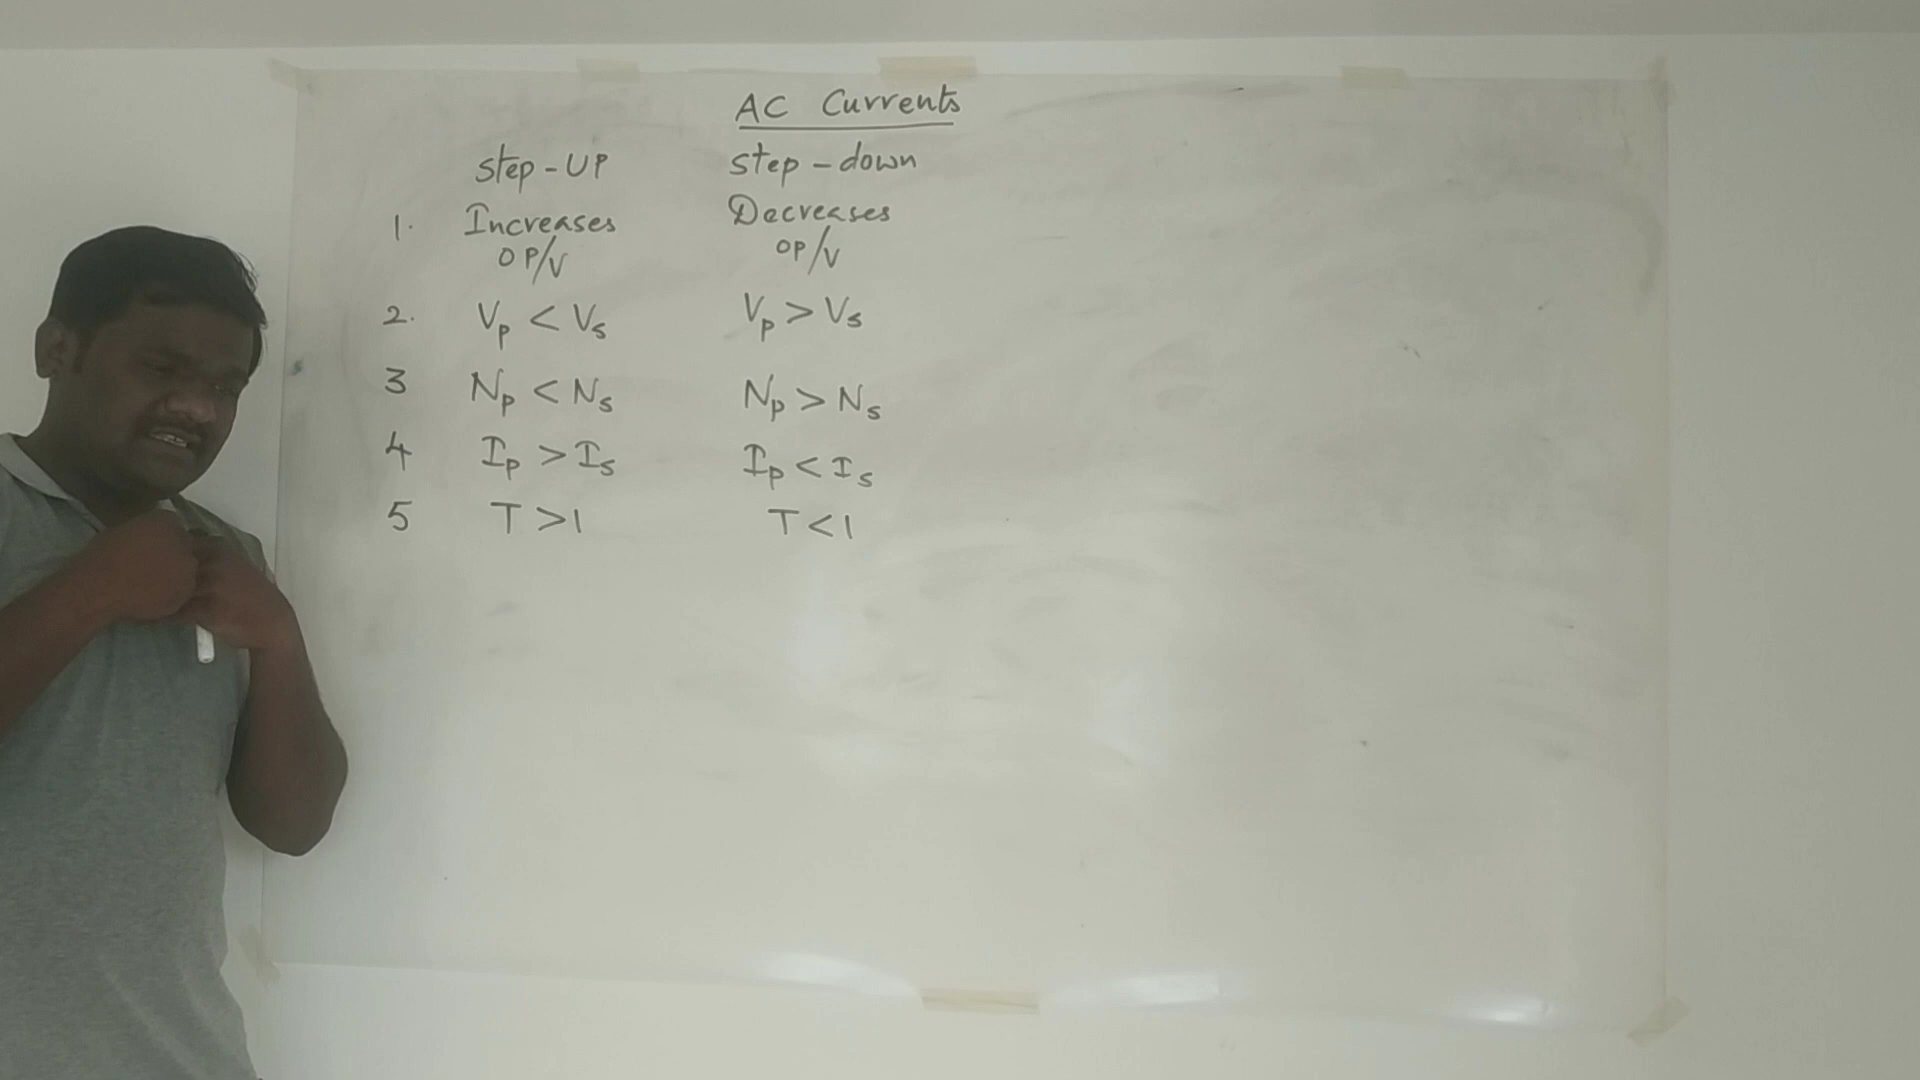 AC Currents
Step-UP Step-down
1. Increases Decreases
OP/V OP/V
2. Vp < Vs Vp > Vs
3 Np < Ns Np > Ns
4 Ip > Is Ip < Is
5 T >1 T <1